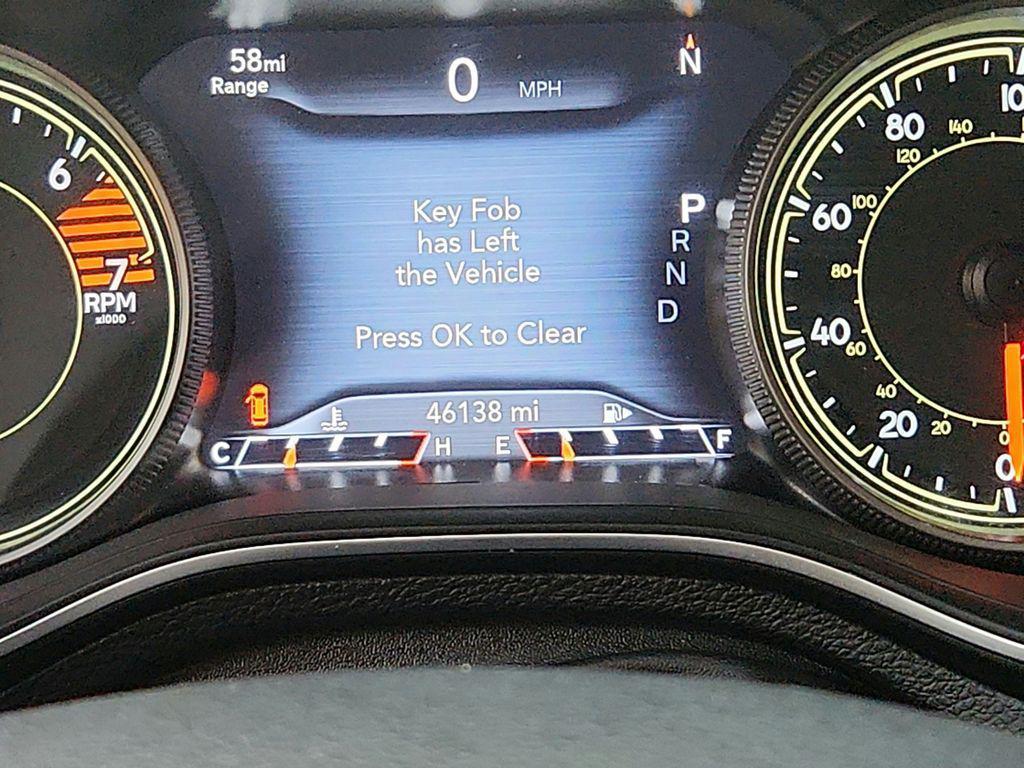 58mi
Range
0 MPH
N
Key Fob
has Left
the Vehicle
Press OK to Clear
P
R
N
D
46138 mi
C H E F
6
7
RPM
x1000
80
60
40
20
0
140
120
100
80
60
40
20
0